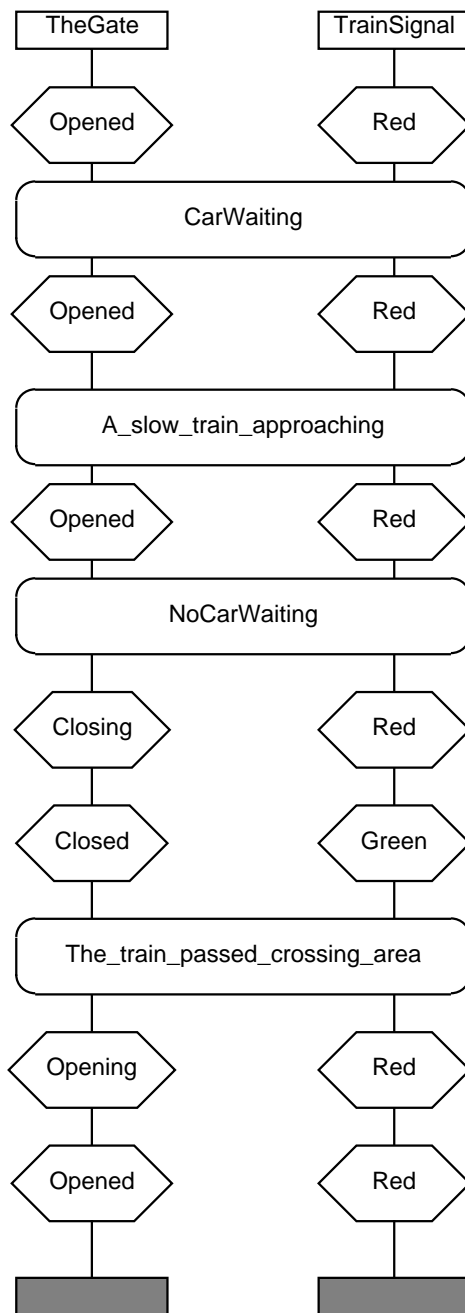 TheGate TrainSignal
Opened Red
CarWaiting
Opened Red
A_slow_train_approaching
Opened Red
NoCarWaiting
Closing Red
Closed Green
The_train_passed_crossing_area
Opening Red
Opened Red